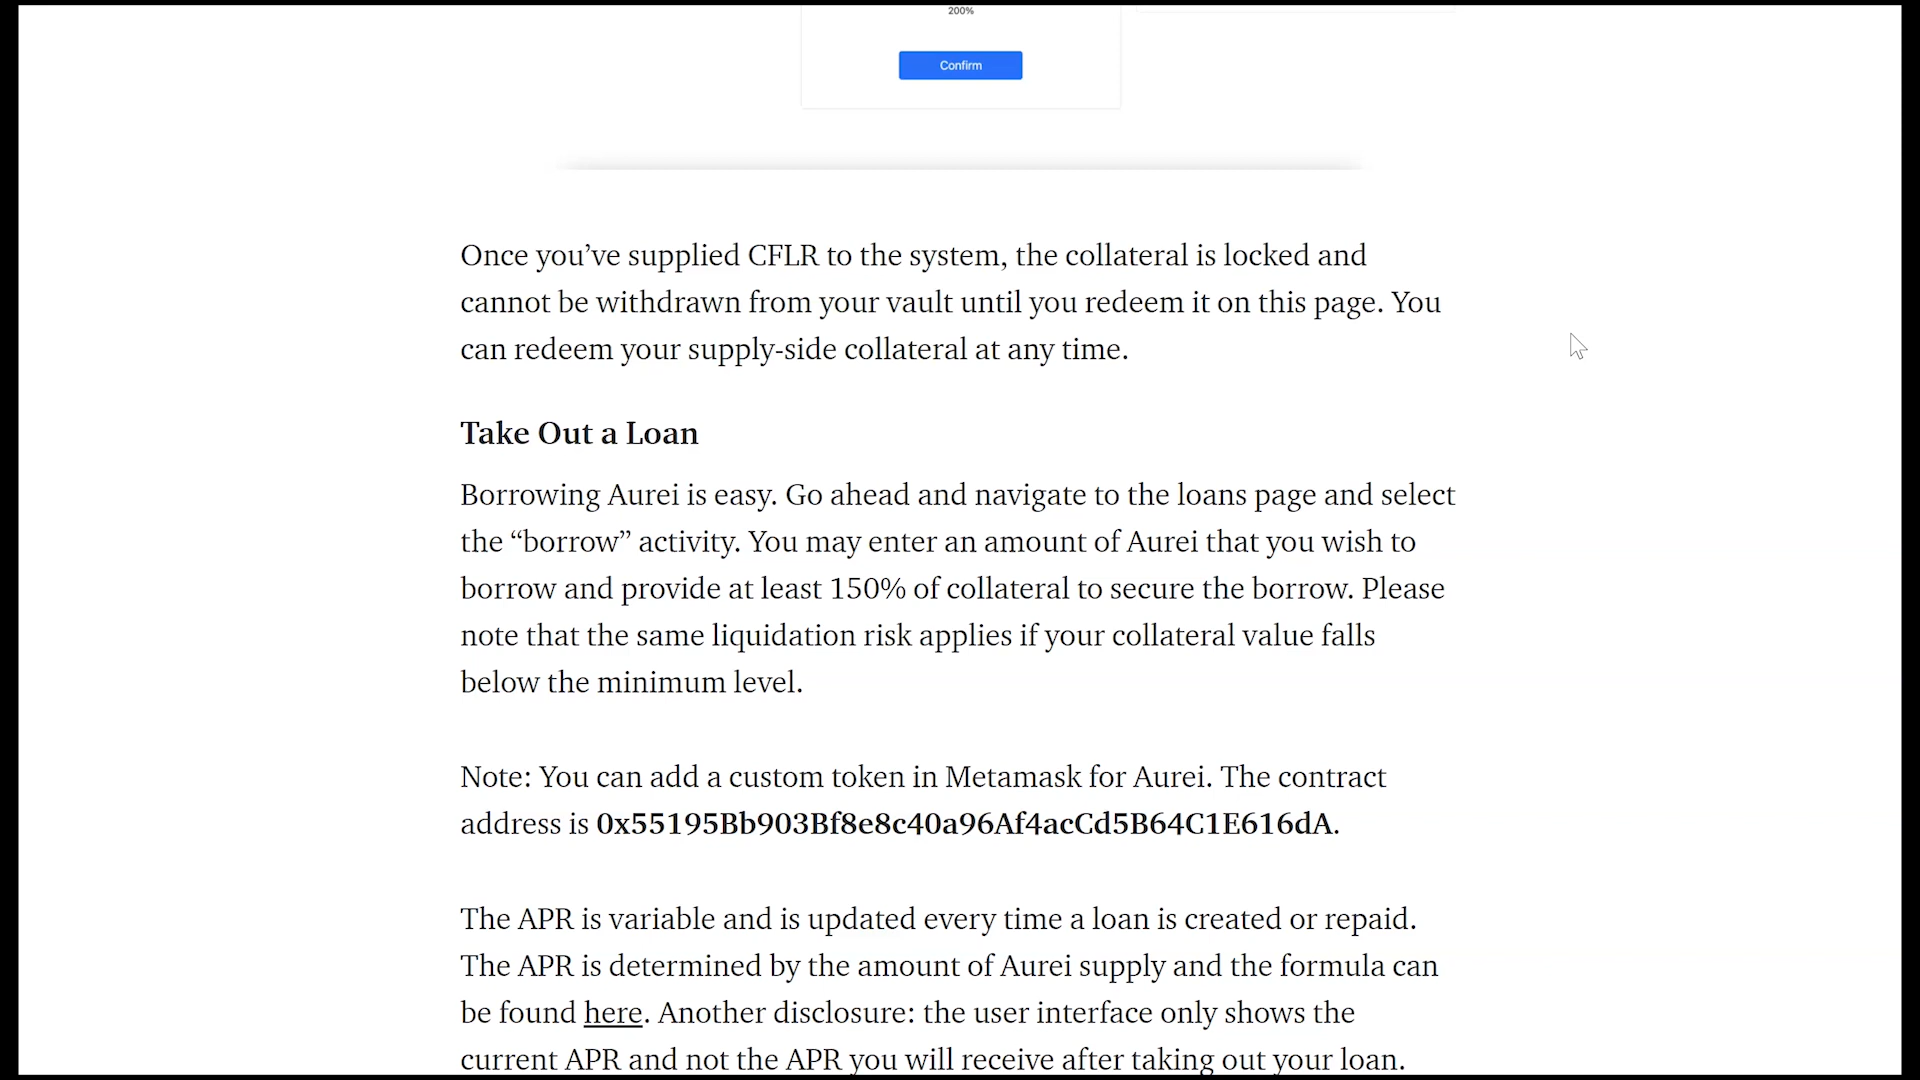 200%
Confirm
Once you’ve supplied CFLR to the system, the collateral is locked and
cannot be withdrawn from your vault until you redeem it on this page. You
can redeem your supply-side collateral at any time.
Take Out a Loan
Borrowing Aurei is easy. Go ahead and navigate to the loans page and select
the “borrow” activity. You may enter an amount of Aurei that you wish to
borrow and provide at least 150% of collateral to secure the borrow. Please
note that the same liquidation risk applies if your collateral value falls
below the minimum level.
Note: You can add a custom token in Metamask for Aurei. The contract
address is 0x55195Bb903Bf8e8c40a96Af4acCd5B64C1E616dA.
The APR is variable and is updated every time a loan is created or repaid.
The APR is determined by the amount of Aurei supply and the formula can
be found here. Another disclosure: the user interface only shows the
current APR and not the APR you will receive after taking out your loan.